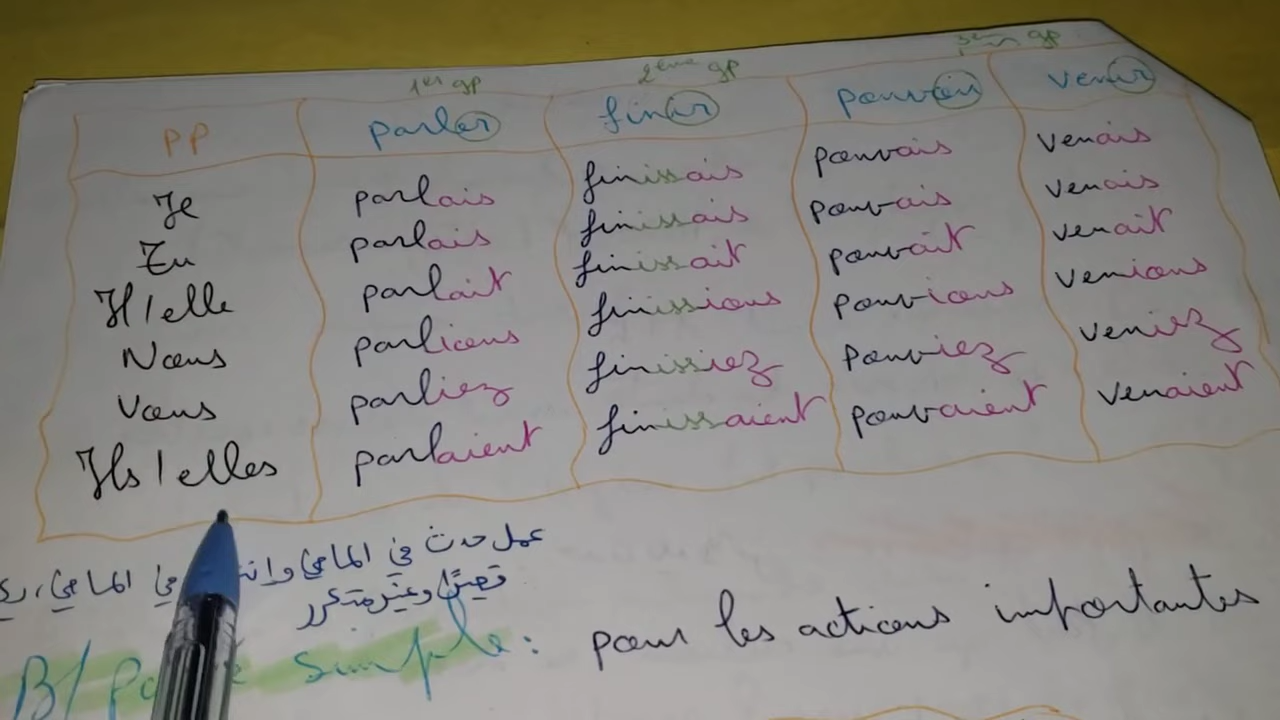 1er gp 2ème gp 3ème gp
PP parler finir pouvoir venir
Je parlais finissais pouvais venais
Tu parlais finissais pouvais venais
Il/elle parlait finissait pouvait venait
Nous parlions finissions pouvions venions
Vous parliez finissiez pouviez veniez
Ils/elles parlaient finissaient pouvaient venaient
عمل حدث في الماضي في الماضي،
قصيرًا وغير متكرر
B/ simple: pour les actions importantes